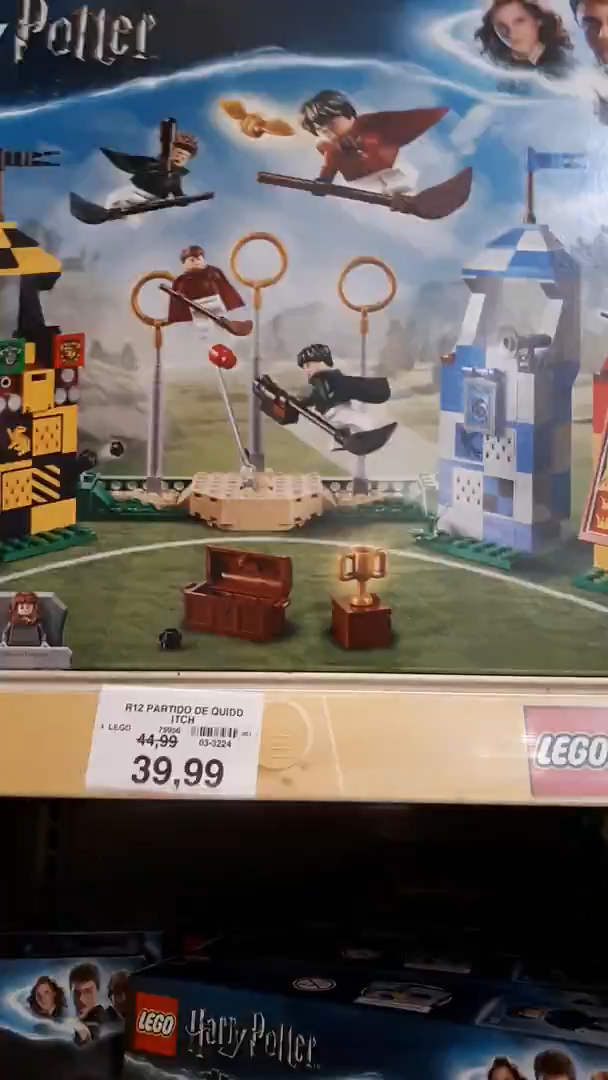 Potter
R12 PARTIDO DE QUIDD
ITCH
LEGO 75956
44,99 03-3224
39,99
LEGO
LEGO Harry Potter